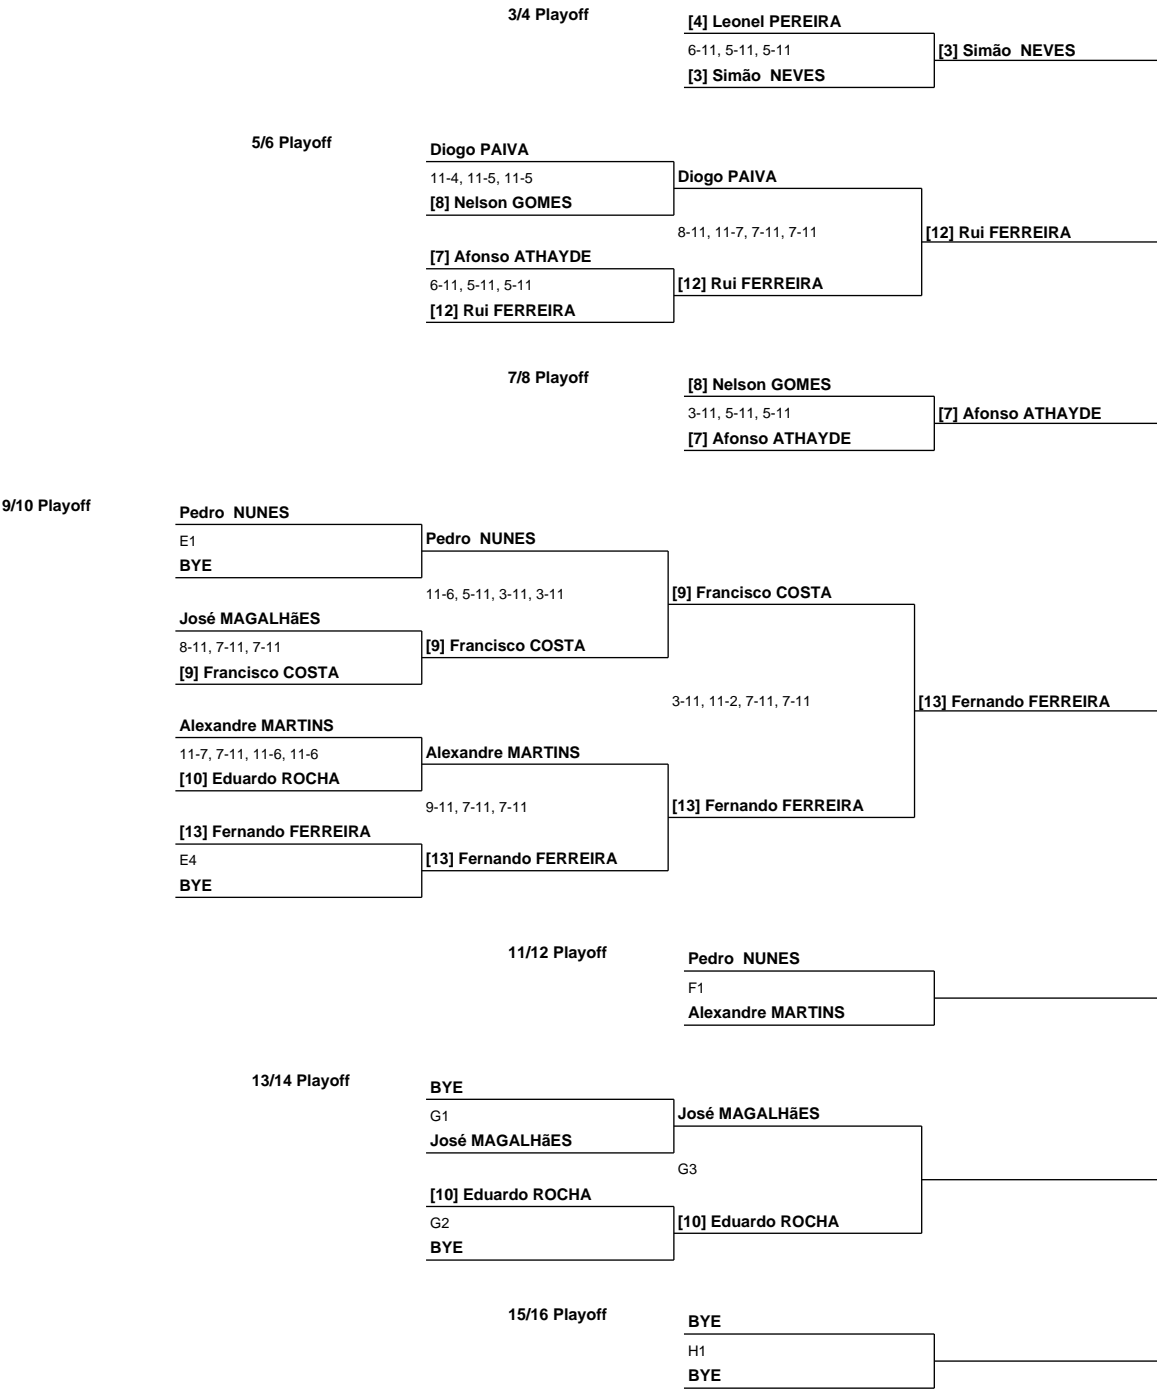 3/4 Playoff
[4] Leonel PEREIRA
6-11, 5-11, 5-11
[3] Simão NEVES
[3] Simão NEVES
5/6 Playoff
Diogo PAIVA
11-4, 11-5, 11-5
Diogo PAIVA
[8] Nelson GOMES
8-11, 11-7, 7-11, 7-11
[12] Rui FERREIRA
[7] Afonso ATHAYDE
6-11, 5-11, 5-11
[12] Rui FERREIRA
[12] Rui FERREIRA
7/8 Playoff
[8] Nelson GOMES
3-11, 5-11, 5-11
[7] Afonso ATHAYDE
[7] Afonso ATHAYDE
9/10 Playoff
Pedro NUNES
E1
Pedro NUNES
BYE
11-6, 5-11, 3-11, 3-11
[9] Francisco COSTA
José MAGALHãES
8-11, 7-11, 7-11
[9] Francisco COSTA
[9] Francisco COSTA
3-11, 11-2, 7-11, 7-11
[13] Fernando FERREIRA
Alexandre MARTINS
11-7, 7-11, 11-6, 11-6
Alexandre MARTINS
[10] Eduardo ROCHA
9-11, 7-11, 7-11
[13] Fernando FERREIRA
[13] Fernando FERREIRA
E4
[13] Fernando FERREIRA
BYE
11/12 Playoff
Pedro NUNES
F1
Alexandre MARTINS
13/14 Playoff
BYE
G1
José MAGALHãES
José MAGALHãES
G3
[10] Eduardo ROCHA
G2
[10] Eduardo ROCHA
BYE
15/16 Playoff
BYE
H1
BYE